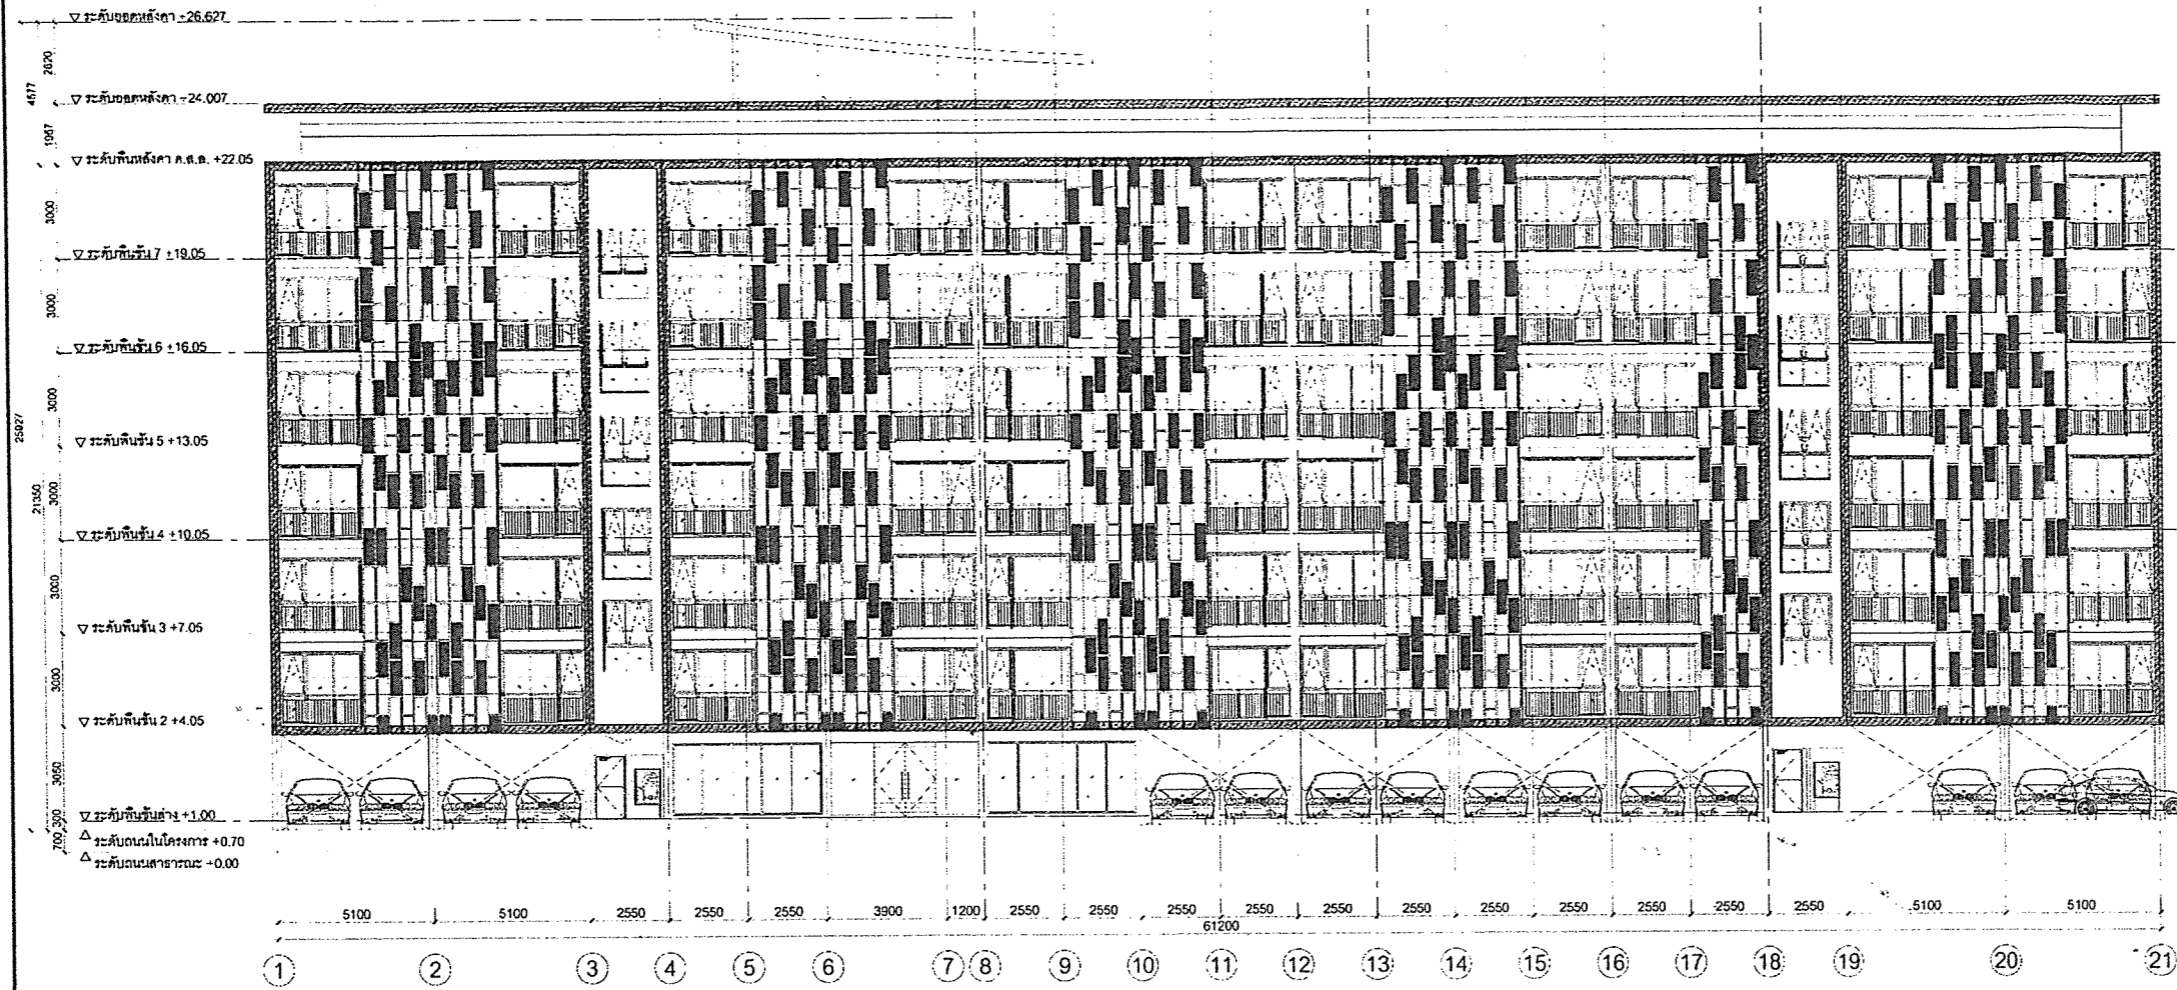 ▽ ระดับยอดหลังคา +26.627
▽ ระดับยอดหลังคา +24.007
▽ ระดับพื้นหลังคา ค.ส.ล. +22.05
▽ ระดับพื้นชั้น 7 +19.05
▽ ระดับพื้นชั้น 6 +16.05
▽ ระดับพื้นชั้น 5 +13.05
▽ ระดับพื้นชั้น 4 +10.05
▽ ระดับพื้นชั้น 3 +7.05
▽ ระดับพื้นชั้น 2 +4.05
▽ ระดับพื้นชั้นล่าง +1.00
△ ระดับถนนในโครงการ +0.70
△ ระดับถนนสาธารณะ +0.00
2620
4577
1957
3000
3000
3000
25927
21350
3000
3000
3000
3050
300
700
5100 5100 2550 2550 2550 3900 1200 2550 2550 2550 2550 2550 2550 2550 2550 2550 2550 2550 5100 5100
61200
1 2 3 4 5 6 7 8 9 10 11 12 13 14 15 16 17 18 19 20 21